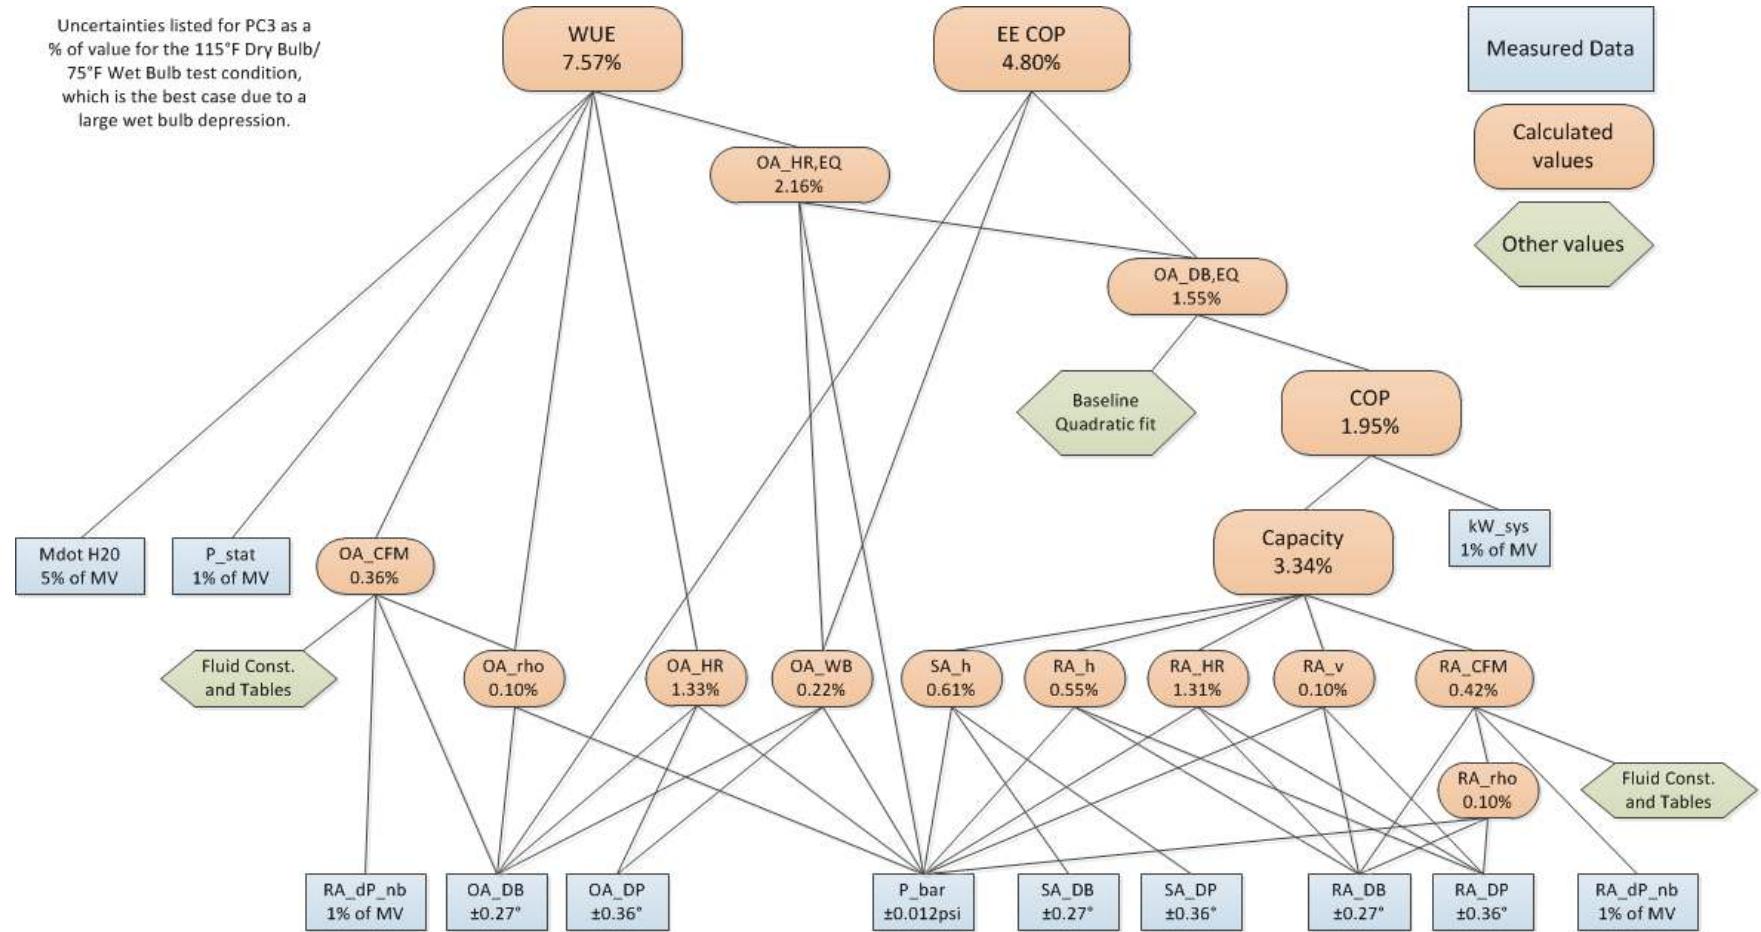 Uncertainties listed for PC3 as a
% of value for the 115°F Dry Bulb/
75°F Wet Bulb test condition,
which is the best case due to a
large wet bulb depression.
WUE
7.57%
EE COP
4.80%
Measured Data
Calculated
values
Other values
OA_HR,EQ
2.16%
OA_DB,EQ
1.55%
Baseline
Quadratic fit
COP
1.95%
Mdot H20
5% of MV
P_stat
1% of MV
OA_CFM
0.36%
Capacity
3.34%
kW_sys
1% of MV
Fluid Const.
and Tables
OA_rho
0.10%
OA_HR
1.33%
OA_WB
0.22%
SA_h
0.61%
RA_h
0.55%
RA_HR
1.31%
RA_v
0.10%
RA_CFM
0.42%
RA_rho
0.10%
Fluid Const.
and Tables
RA_dP_nb
1% of MV
OA_DB
±0.27°
OA_DP
±0.36°
P_bar
±0.012psi
SA_DB
±0.27°
SA_DP
±0.36°
RA_DB
±0.27°
RA_DP
±0.36°
RA_dP_nb
1% of MV